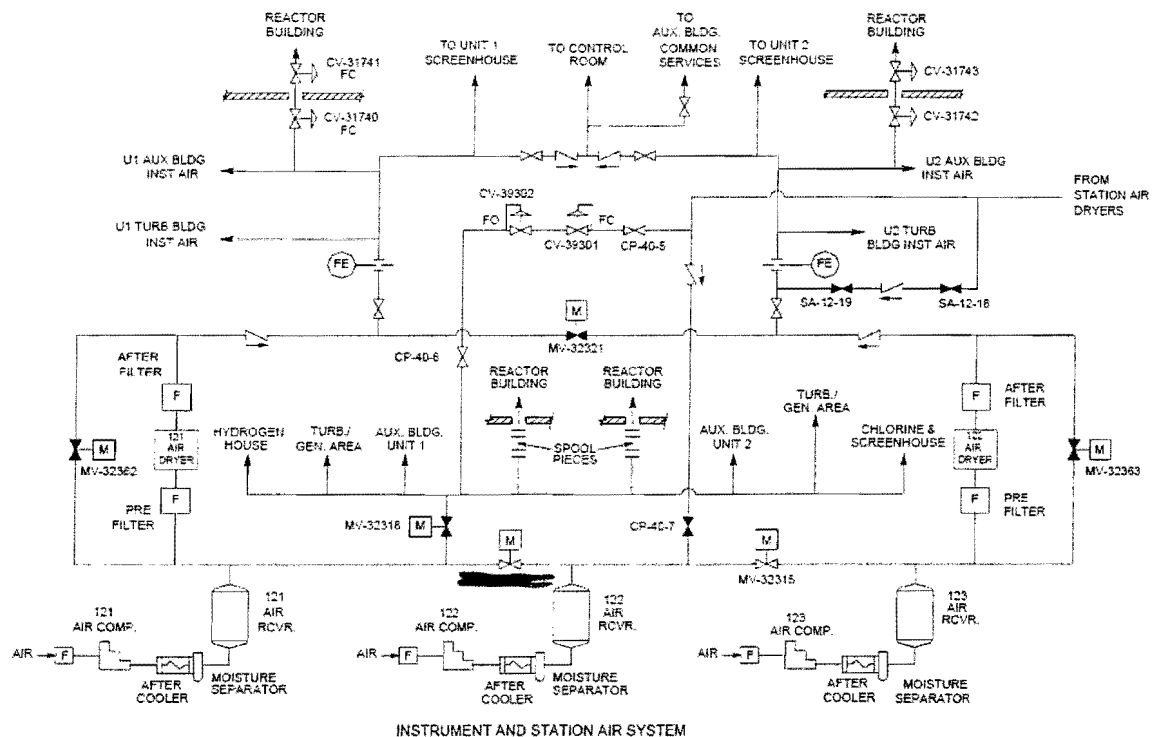 REACTOR
BUILDING
CV-31741
FC
CV-31740
FC
TO UNIT 1
SCREENHOUSE
TO CONTROL
ROOM
TO
AUX. BLDG.
COMMON
SERVICES
TO UNIT 2
SCREENHOUSE
REACTOR
BUILDING
CV-31743
CV-31742
U1 AUX BLDG
INST AIR
U2 AUX BLDG
INST AIR
FROM
STATION AIR
DRYERS
CV-39302
FO
FC
CV-39301
CP-40-5
U1 TURB BLDG
INST AIR
U2 TURB
BLDG INST AIR
FE
FE
SA-12-19
SA-12-18
M
MV-32321
CP-40-6
AFTER
FILTER
F
121
AIR
DRYER
F
PRE
FILTER
M
MV-32362
REACTOR
BUILDING
REACTOR
BUILDING
SPOOL
PIECES
HYDROGEN
HOUSE
TURB./
GEN. AREA
AUX. BLDG.
UNIT 1
AUX. BLDG.
UNIT 2
TURB./
GEN. AREA
CHLORINE &
SCREENHOUSE
AFTER
FILTER
F
AIR
DRYER
F
PRE
FILTER
M
MV-32363
MV-32318
M
CP-40-7
M
M
MV-32315
121
AIR
RCVR.
122
AIR
RCVR.
123
AIR
RCVR.
121
AIR COMP.
122
AIR COMP.
123
AIR COMP.
AIR
F
AFTER
COOLER
MOISTURE
SEPARATOR
AIR
F
AFTER
COOLER
MOISTURE
SEPARATOR
AIR
F
AFTER
COOLER
MOISTURE
SEPARATOR
INSTRUMENT AND STATION AIR SYSTEM